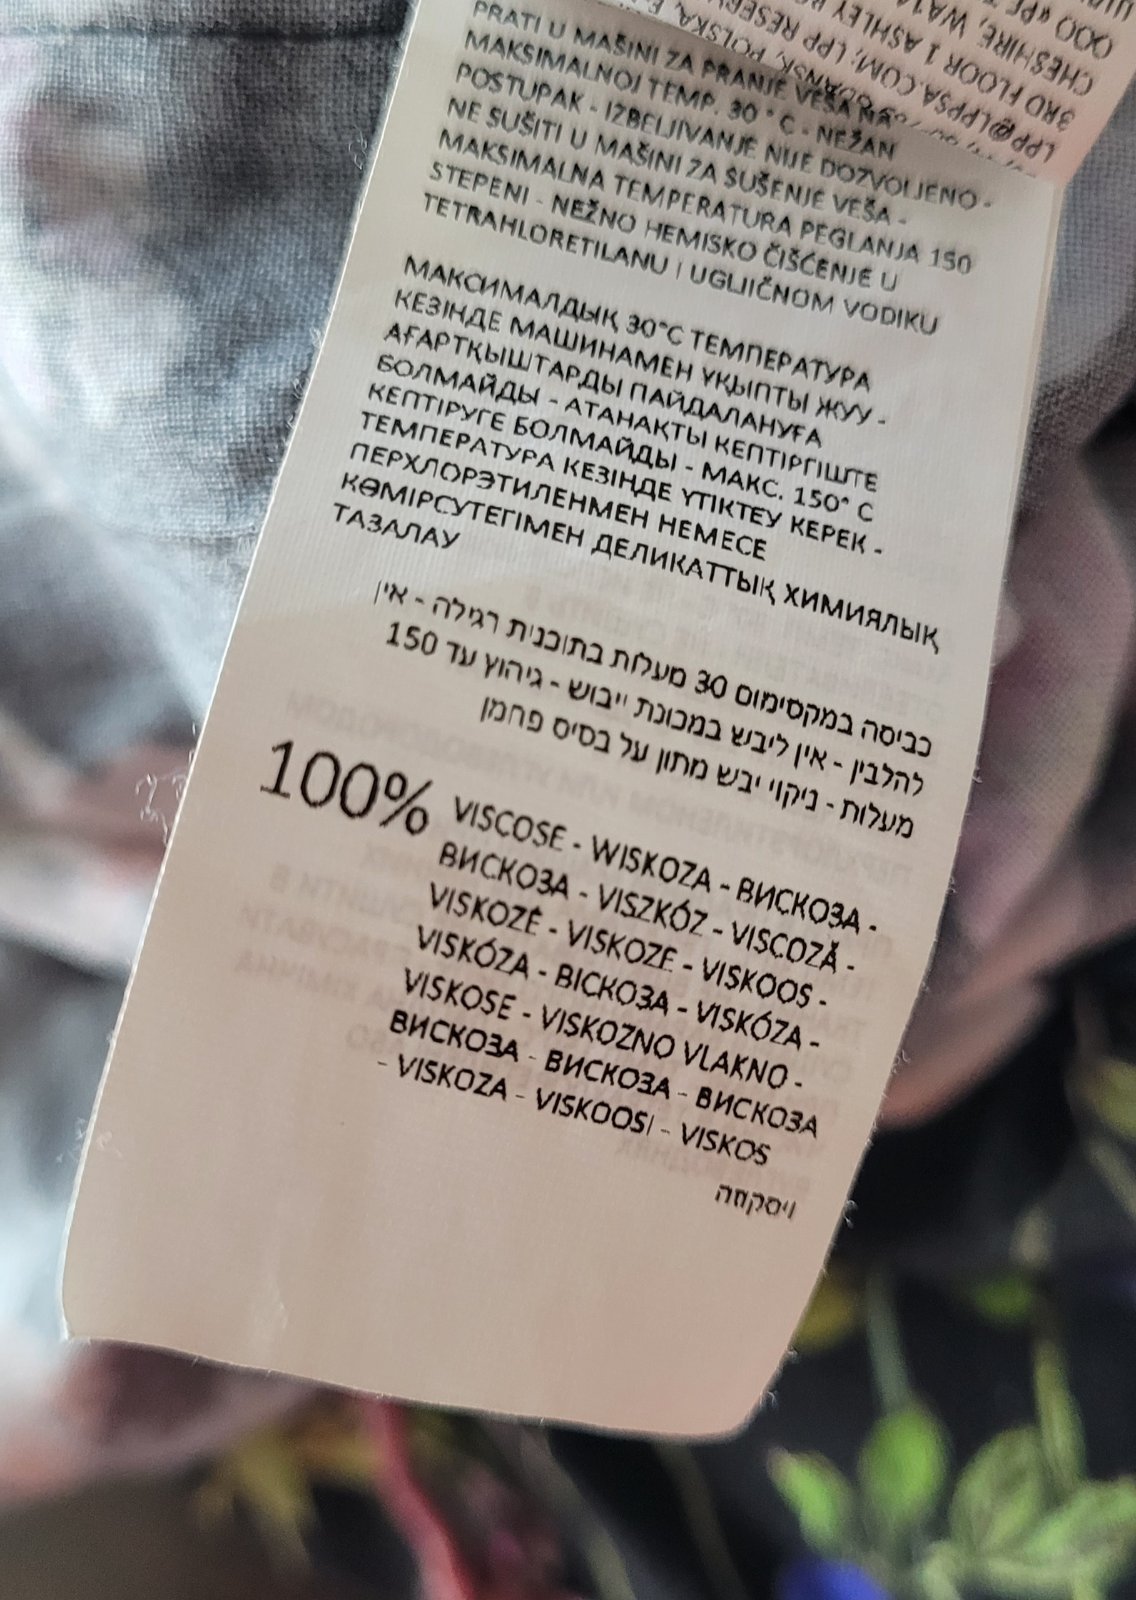 PRATI U MAŠINI ZA PRANJE VEŠA NA
MAKSIMALNOJ TEMP. 30 ° C - NEŽAN
POSTUPAK - IZBELJIVANJE NIJE DOZVOLJENO -
NE SUŠITI U MAŠINI ZA SUŠENJE VEŠA -
MAKSIMALNA TEMPERATURA PEGLANJA 150
STEPENI - NEŽNO HEMISKO ČIŠĆENJE U
TETRAHLORETILANU I UGLJIČNOM VODIKU
МАКСИМАЛДЫҚ 30°C ТЕМПЕРАТУРА
КЕЗІНДЕ МАШИНАМЕН ҰҚЫПТЫ ЖУУ -
АҒАРТҚЫШТАРДЫ ПАЙДАЛАНУҒА
БОЛМАЙДЫ - АТАНАҚТЫ КЕПТІРГІШТЕ
КЕПТІРУГЕ БОЛМАЙДЫ - МАКС. 150° C
ТЕМПЕРАТУРА КЕЗІНДЕ ҮТІКТЕУ КЕРЕК -
ПЕРХЛОРЭТИЛЕНМЕН НЕМЕСЕ
КӨМІРСУТЕГІМЕН ДЕЛИКАТТЫҚ ХИМИЯЛЫҚ
ТАЗАЛАУ
כביסה במקסימום 30 מעלות בתוכנית רגילה - אין
להלבין - אין ליבש במכונת ייבוש - גיהוץ עד 150
מעלות - ניקוי יבש מתון על בסיס פחמן
100% VISCOSE - WISKOZA - ВИСКОЗА -
ВИСКОЗА - VISZKÓZ - VISCOZĂ -
VISKOZĖ - VISKOZE - VISKOOS -
VISKÓZA - ВІСКОЗА - VISKÓZA -
VISKOSE - VISKOZNO VLAKNO -
ВИСКОЗА - ВИСКОЗА - ВИСКОЗА
- VISKOZA - VISKOOSI - VISKOS
ויסקוזה
LPP@LPPSA.COM; LPP RESERV
3RD FLOOR 1 ASHLEY
CHESHIRE, WA14
ООО